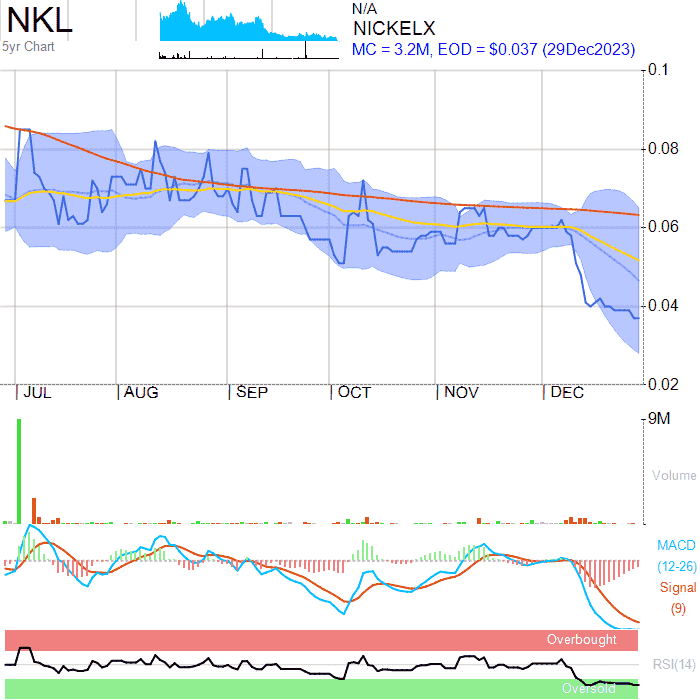 NKL
5yr Chart
N/A
NICKELX
MC = 3.2M, EOD = $0.037 (29Dec2023)
0.1
0.08
0.06
0.04
0.02
JUL AUG SEP OCT NOV DEC
9M
Volume
MACD
(12-26)
Signal
(9)
Overbought
RSI(14)
Oversold